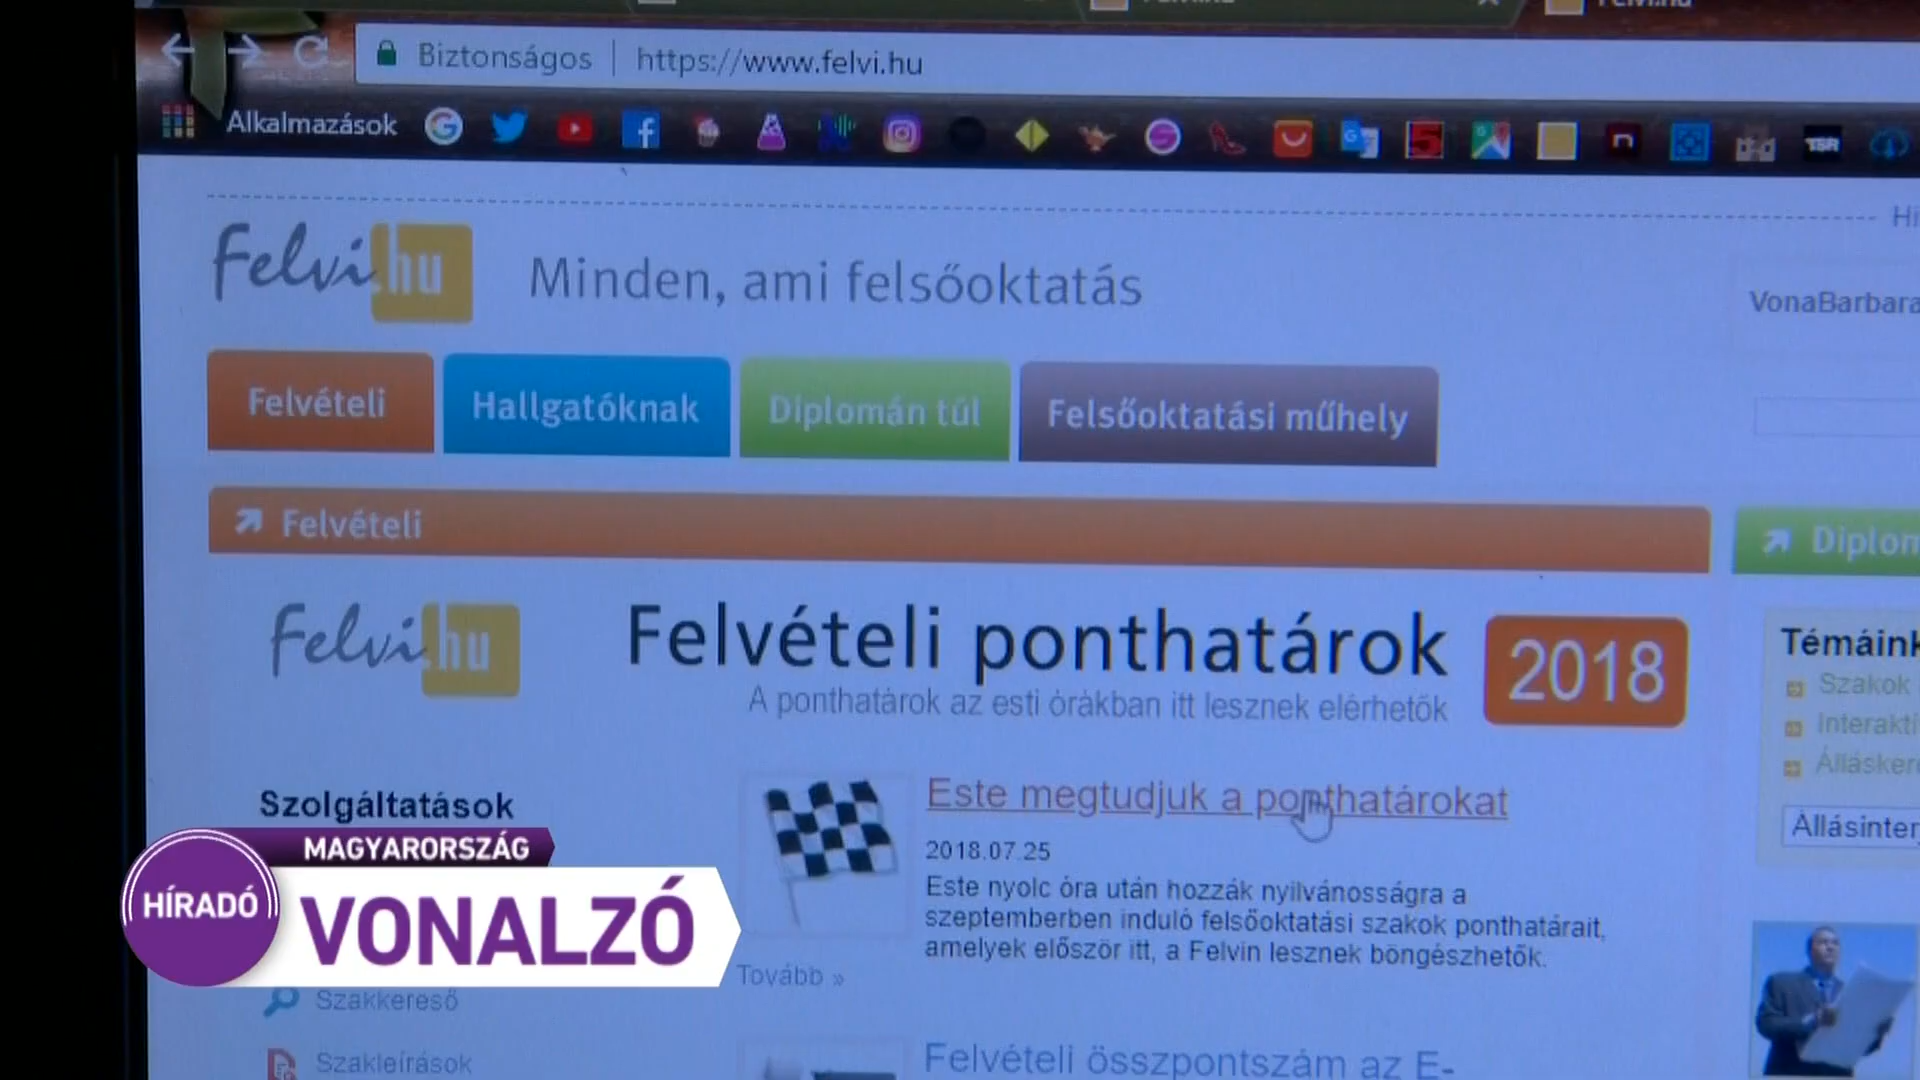 Biztonságos | https://www.felvi.hu
Alkalmazások
Felvi.hu Minden, ami felsőoktatás
VonaBarbara
Felvételi Hallgatóknak Diplomán túl Felsőoktatási műhely
Felvételi
Felvi.hu Felvételi ponthatárok 2018
A ponthatárok az esti órákban itt lesznek elérhetők
Témáink
Szakok
Szolgáltatások
Este megtudjuk a ponthatárokat
2018.07.25
Este nyolc óra után hozzák nyilvánosságra a
szeptemberben induló felsőoktatási szakok ponthatárait,
amelyek először itt, a Felvin lesznek böngészhetők.
Tovább »
MAGYARORSZÁG
HÍRADÓ
VONALZÓ
Szakkereső
Szakleírások
Felvételi összpontszám az E-